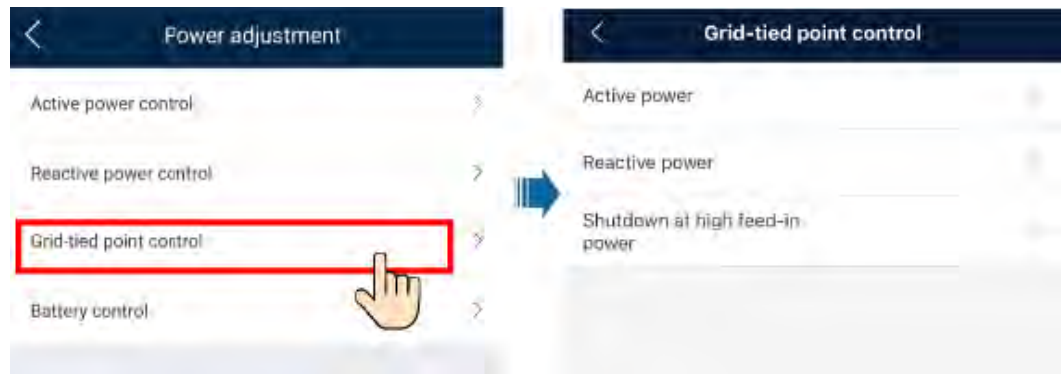 Power adjustment
Active power control
Reactive power control
Grid-tied point control
Battery control
Grid-tied point control
Active power
Reactive power
Shutdown at high feed-in
power